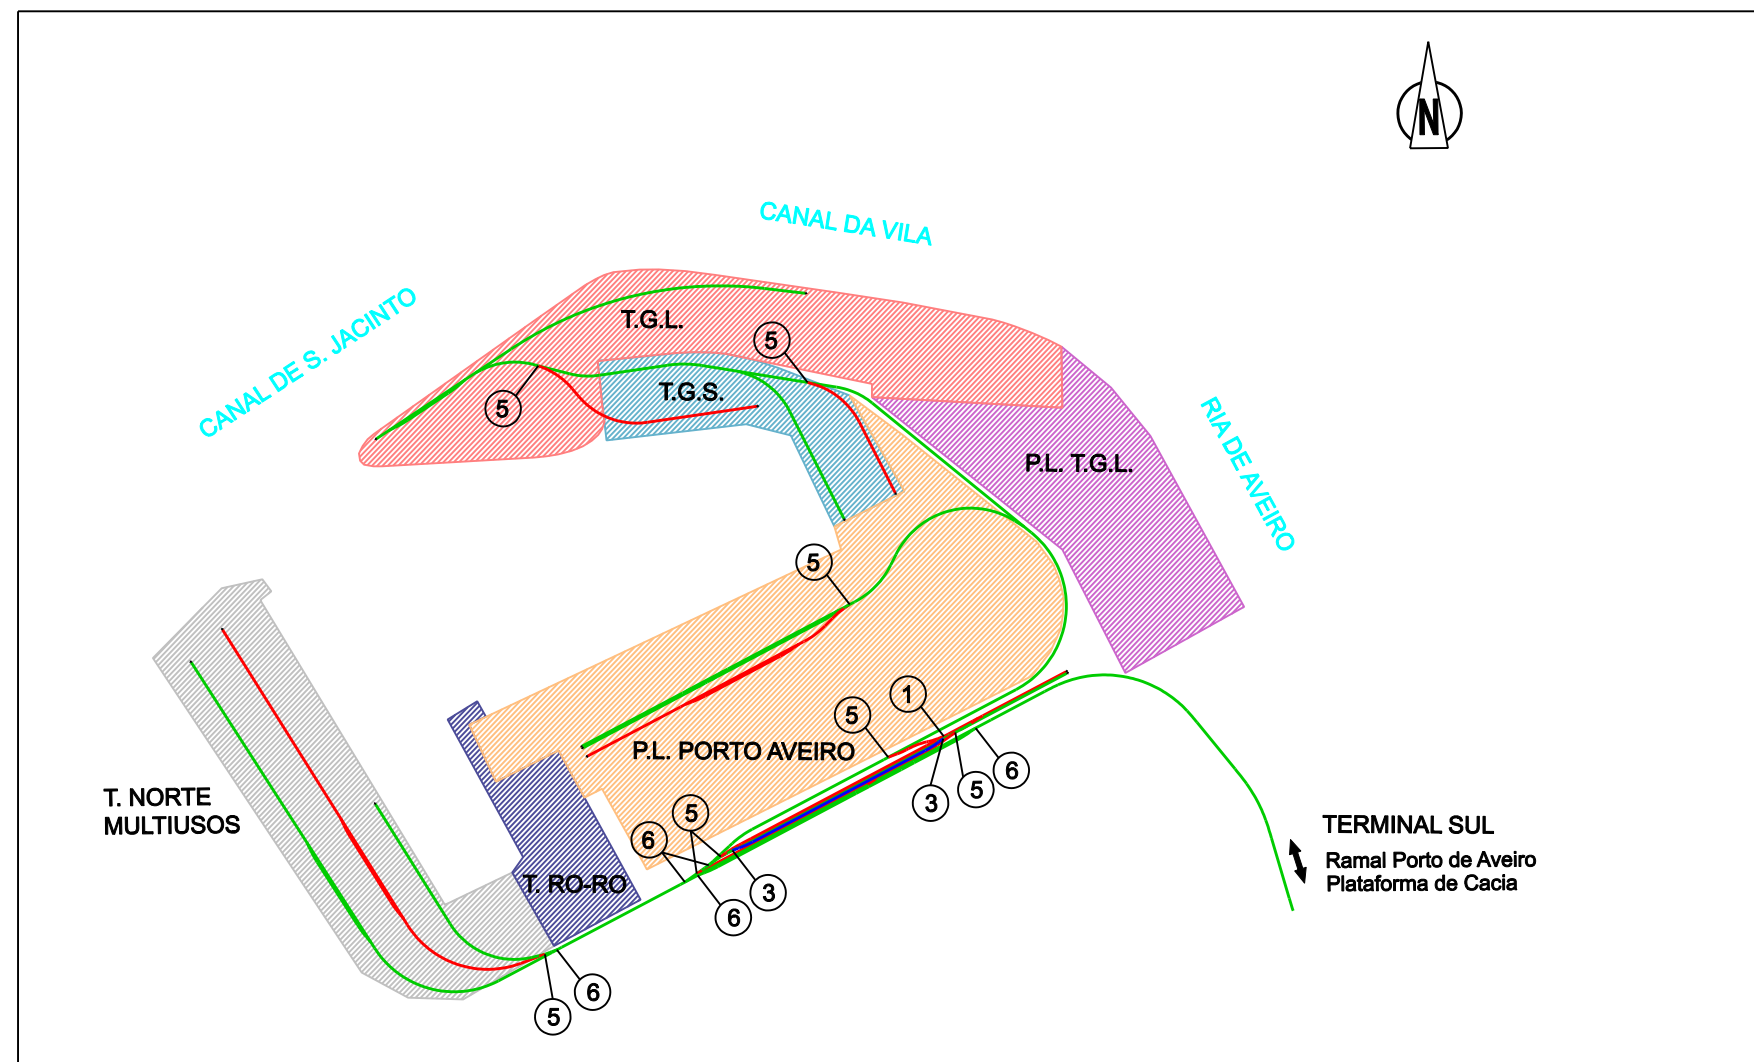 N
CANAL DA VILA
CANAL DE S. JACINTO
T.G.L.
5
T.G.S.
5
RIA DE AVEIRO
P.L. T.G.L.
5
1
5
P.L. PORTO AVEIRO
6
5
3
T. NORTE
MULTIUSOS
5
6
TERMINAL SUL
Ramal Porto de Aveiro
Plataforma de Cacia
T. RO-RO
3
6
6
5